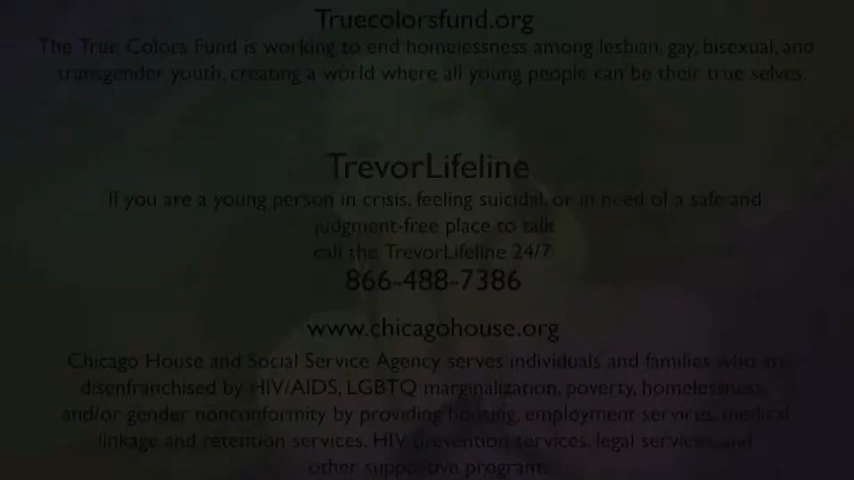 Truecolorsfund.org
The True Colors Fund is working to end homelessness among lesbian, gay, bisexual, and
transgender youth, creating a world where all young people can be their true selves.
TrevorLifeline
If you are a young person in crisis, feeling suicidal, or in need of a safe and
judgment-free place to talk
call the TrevorLifeline 24/7
866-488-7386
www.chicagohouse.org
Chicago House and Social Service Agency serves individuals and families who are
disenfranchised by HIV/AIDS, LGBTQ marginalization, poverty, homelessness,
and/or gender nonconformity by providing housing, employment services, medical
linkage and retention services, HIV prevention services, legal services, and
other supportive programs.